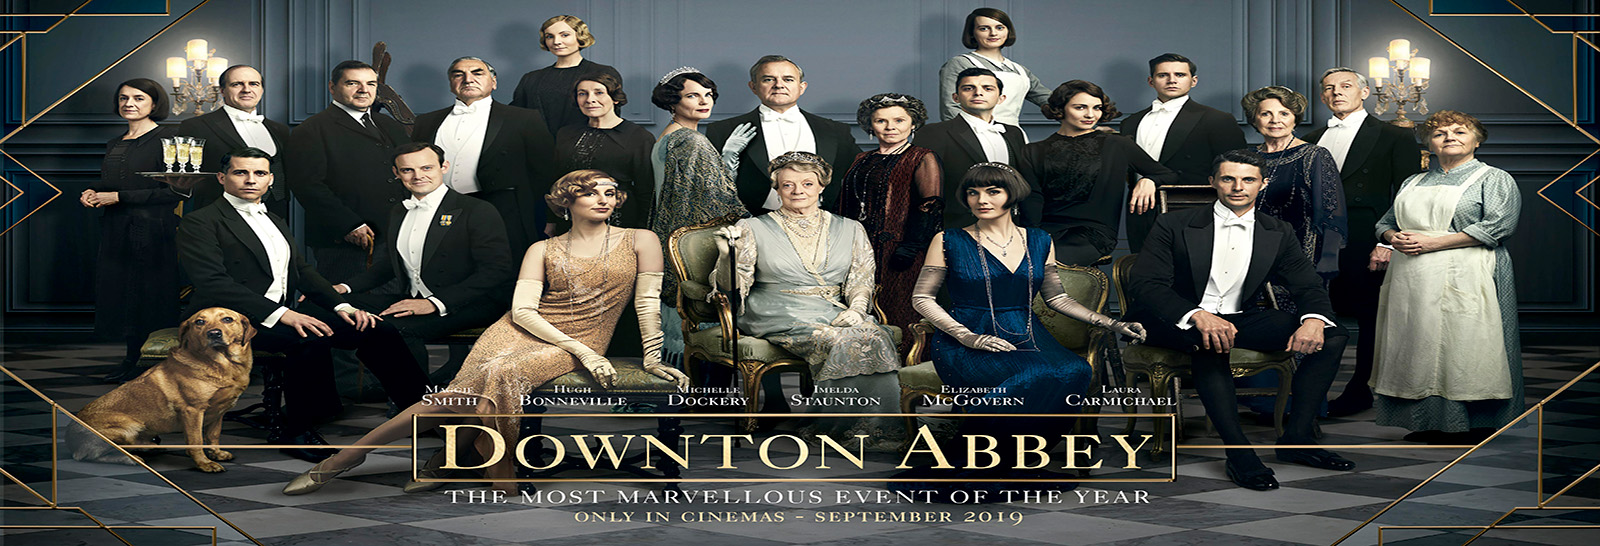 MAGGIE SMITH
HUGH BONNEVILLE
MICHELLE DOCKERY
IMELDA STAUNTON
ELIZABETH MCGOVERN
LAURA CARMICHAEL
DOWNTON ABBEY
THE MOST MARVELLOUS EVENT OF THE YEAR
ONLY IN CINEMAS - SEPTEMBER 2019